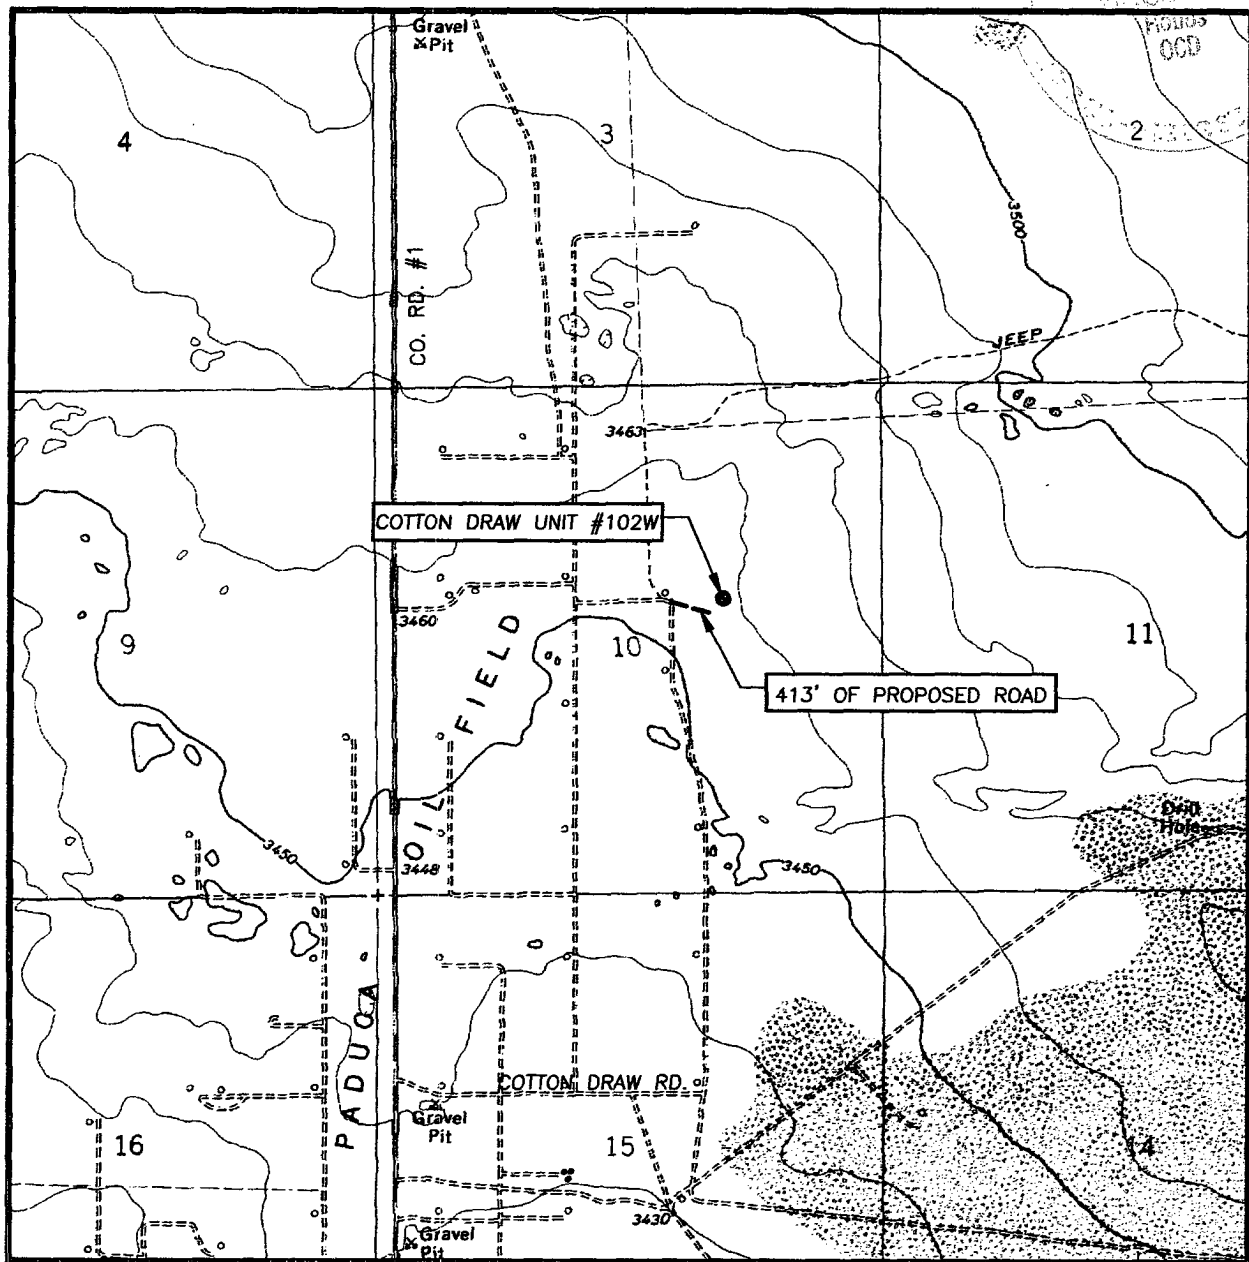 Gravel
Pit
Hobbs
OCD
4
3
2
3500
CO. RD. #1
JEEP
3463
COTTON DRAW UNIT #102W
3460
9
10
11
413' OF PROPOSED ROAD
PADUCA OIL FIELD
Drill
Hole
3450
3448
3450
COTTON DRAW RD.
Gravel
Pit
16
15
14
3430
Gravel
Pit